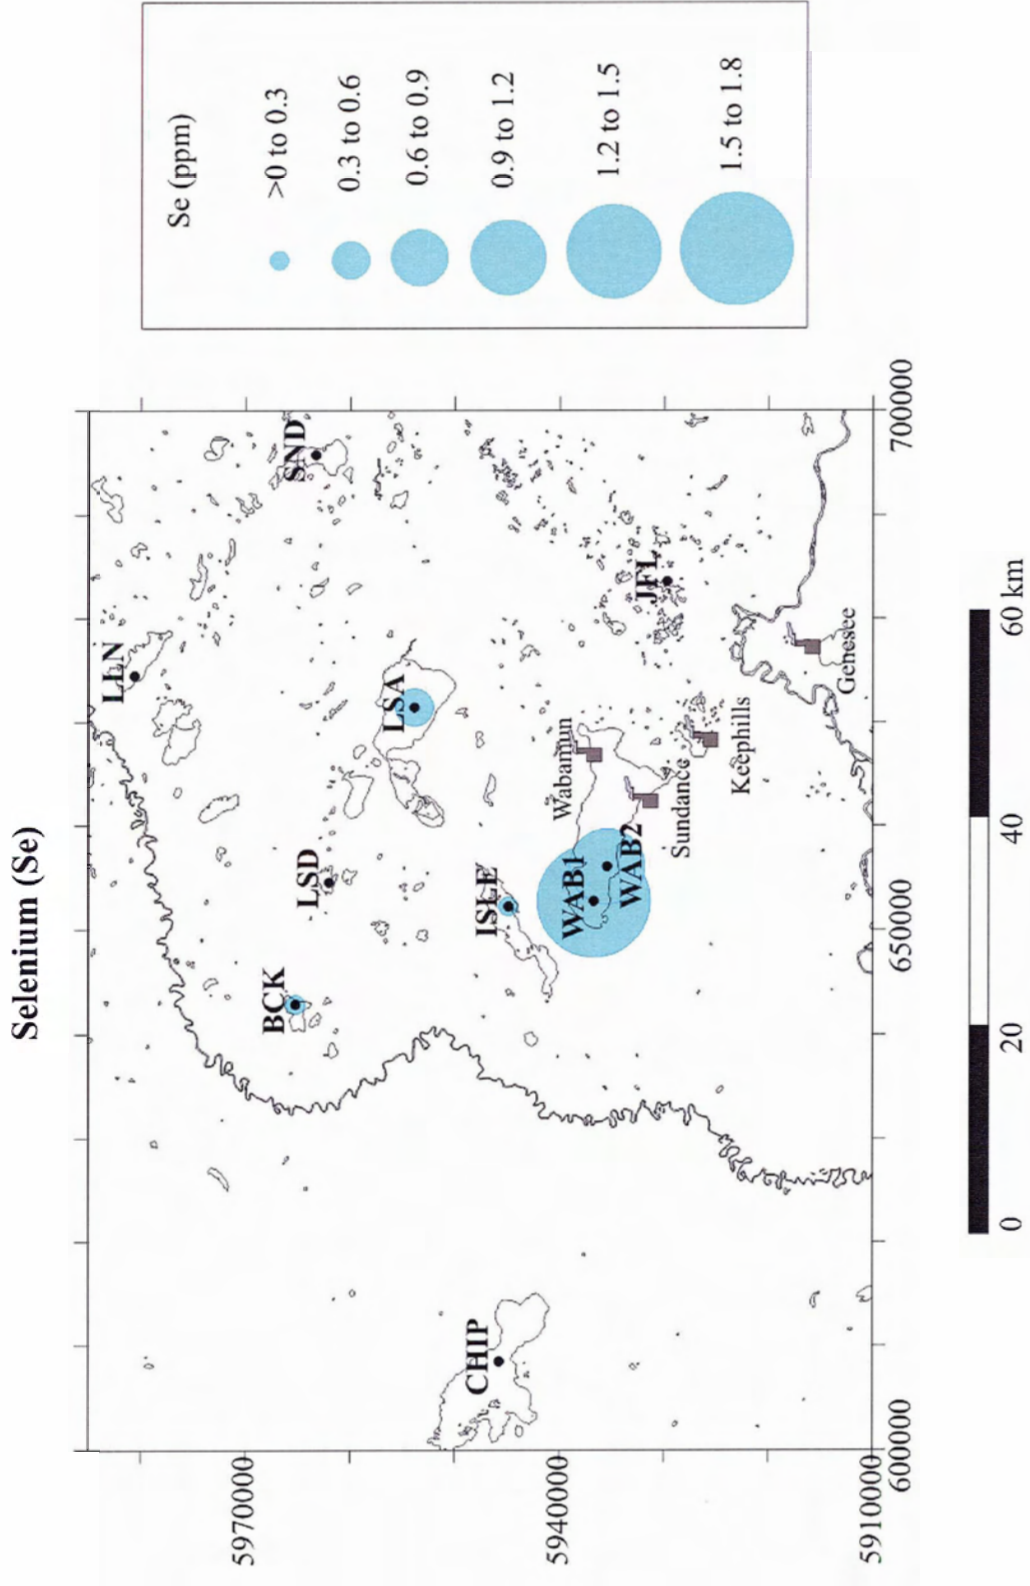 Selenium (Se)
LLN
SND
BCK
LSD
LSA
CHIP
ISLE
WAB1
WAB2
JFL
Wabamun
Sundance
Keephills
Genesee
5970000
5940000
5910000
600000
650000
700000
0
20
40
60 km
Se (ppm)
>0 to 0.3
0.3 to 0.6
0.6 to 0.9
0.9 to 1.2
1.2 to 1.5
1.5 to 1.8